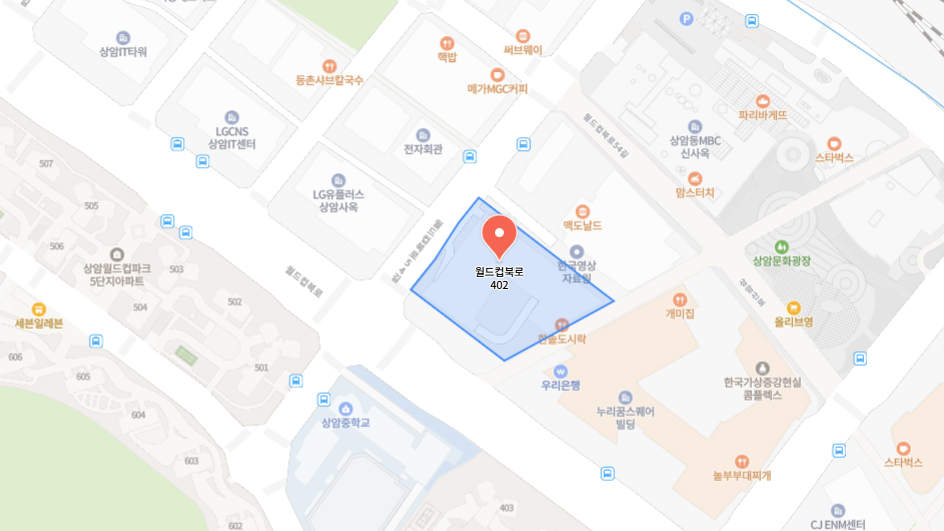 상암IT타워
핵밥
써브웨이
P
등촌샤브칼국수
메가MGC커피
파리바게뜨
LGCNS
상암IT센터
전자회관
월드컵북로54길
상암동MBC
신사옥
스타벅스
507
LG유플러스
상암사옥
맘스터치
505
맥도날드
506
상암월드컵파크
5단지아파트
503
월드컵북로
402
한국영상
자료원
상암문화광장
월드컵북로
502
504
세븐일레븐
개미집
올리브영
한솥도시락
606
501
우리은행
한국가상증강현실
콤플렉스
605
누리꿈스퀘어
빌딩
604
상암중학교
603
놀부부대찌개
스타벅스
403
CJ ENM센터
602